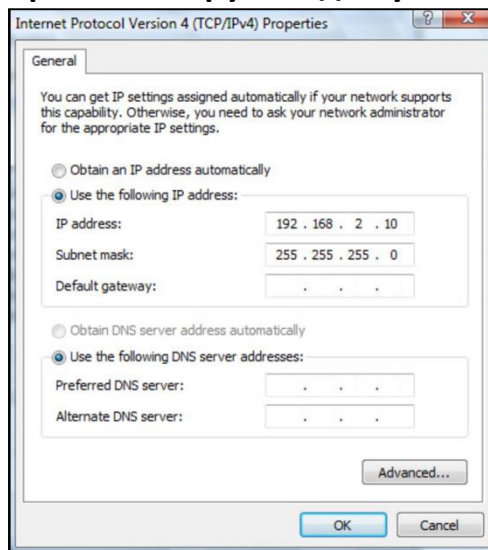 Internet Protocol Version 4 (TCP/IPv4) Properties
General
You can get IP settings assigned automatically if your network supports
this capability. Otherwise, you need to ask your network administrator
for the appropriate IP settings.
Obtain an IP address automatically
Use the following IP address:
IP address: 192 . 168 . 2 . 10
Subnet mask: 255 . 255 . 255 . 0
Default gateway: . . .
Obtain DNS server address automatically
Use the following DNS server addresses:
Preferred DNS server: . . .
Alternate DNS server: . . .
Advanced...
OK Cancel